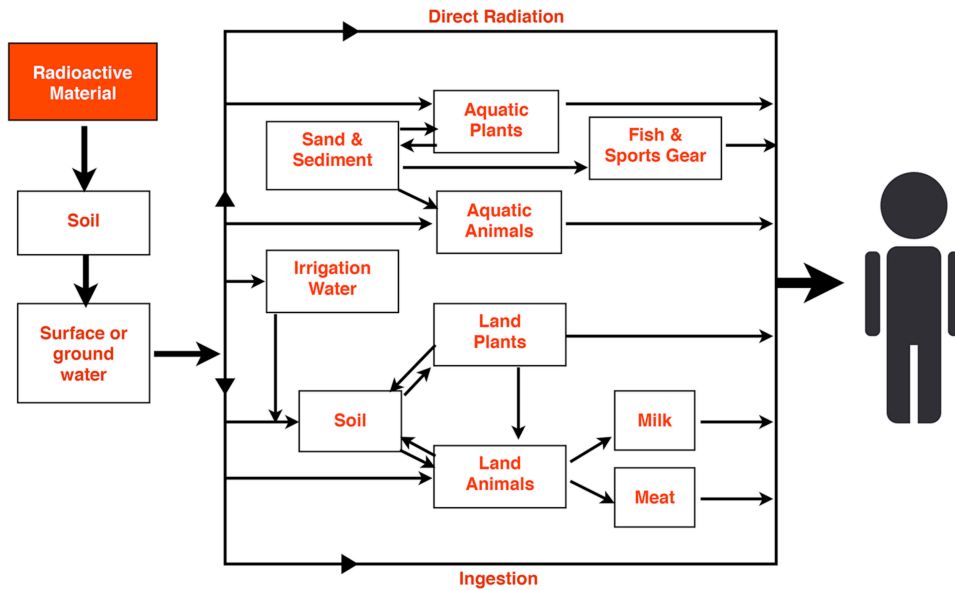 Direct Radiation
Radioactive
Material
Soil
Surface or
ground
water
Aquatic
Plants
Sand &
Sediment
Fish &
Sports Gear
Aquatic
Animals
Irrigation
Water
Land
Plants
Soil
Milk
Land
Animals
Meat
Ingestion